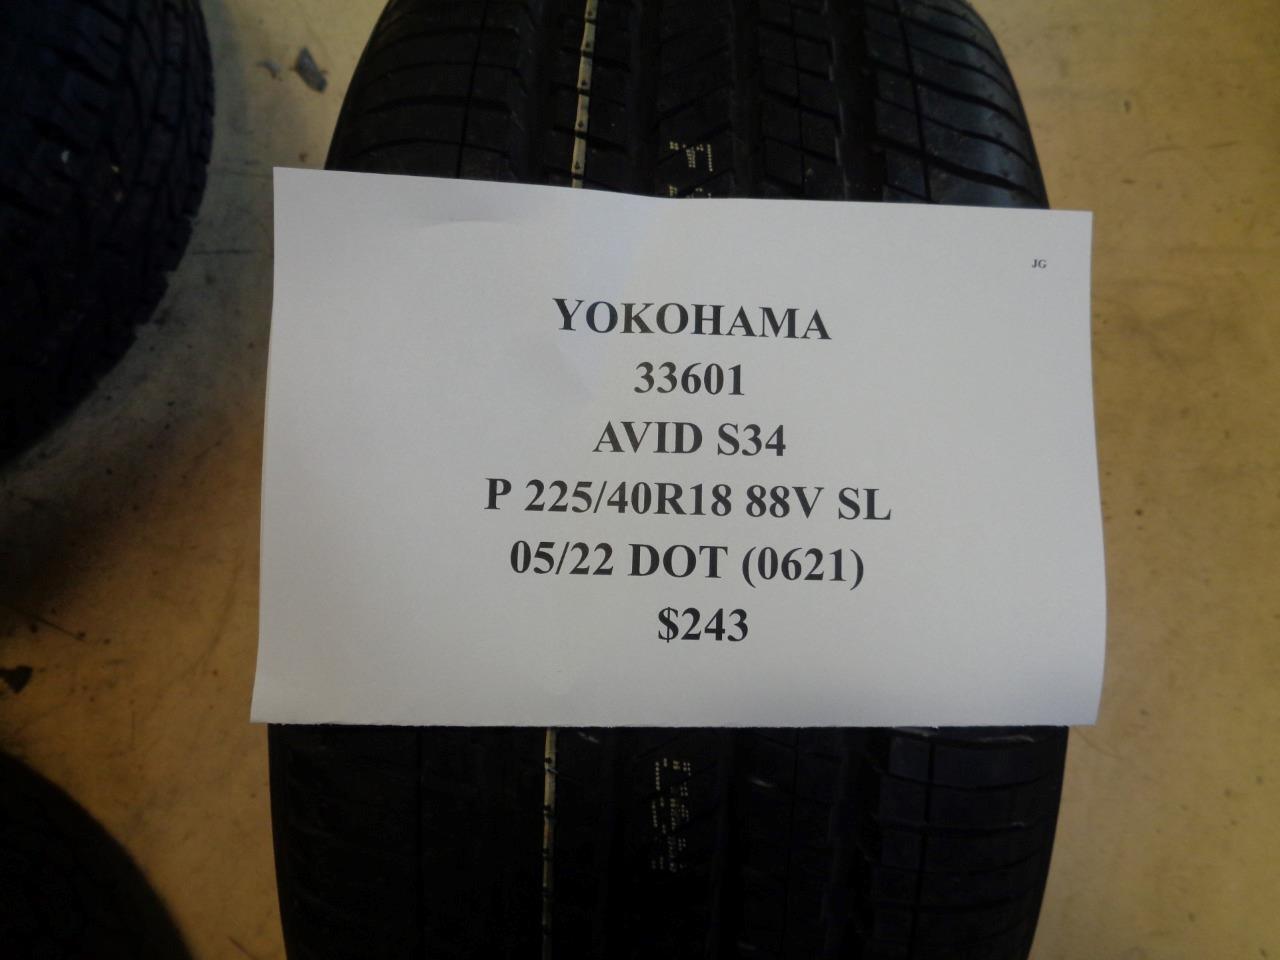 JG
YOKOHAMA
33601
AVID S34
P 225/40R18 88V SL
05/22 DOT (0621)
$243